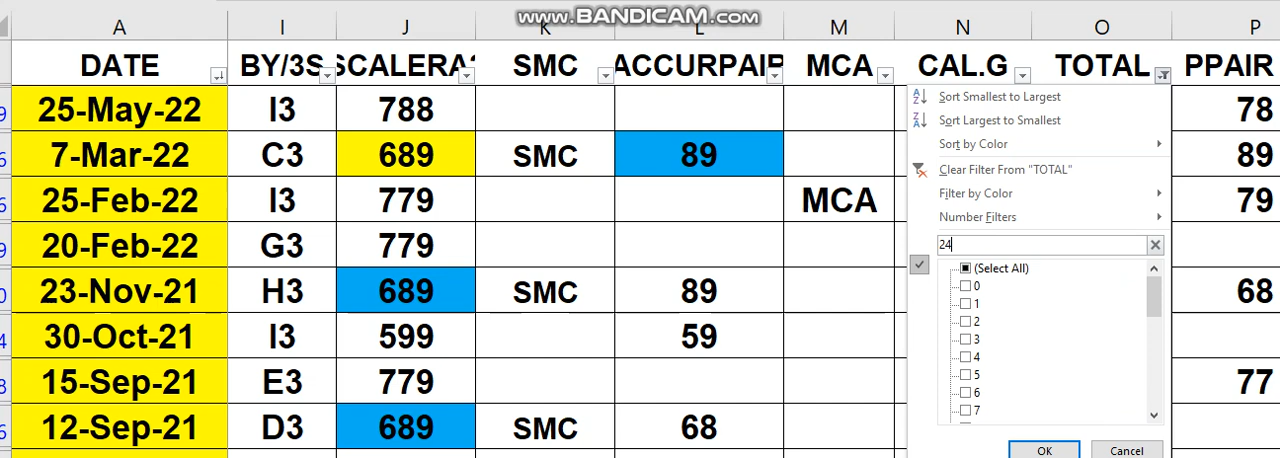 www.BANDICAM.com
A I J K L M N O P
DATE BY/3S SCALERA SMC ACCURPAIR MCA CAL.G TOTAL PPAIR
25-May-22 I3 788 78
7-Mar-22 C3 689 SMC 89 89
25-Feb-22 I3 779 MCA 79
20-Feb-22 G3 779
23-Nov-21 H3 689 SMC 89 68
30-Oct-21 I3 599 59
15-Sep-21 E3 779 77
12-Sep-21 D3 689 SMC 68
Sort Smallest to Largest
Sort Largest to Smallest
Sort by Color
Clear Filter From "TOTAL"
Filter by Color
Number Filters
24
(Select All)
0
1
2
3
4
5
6
7
OK Cancel